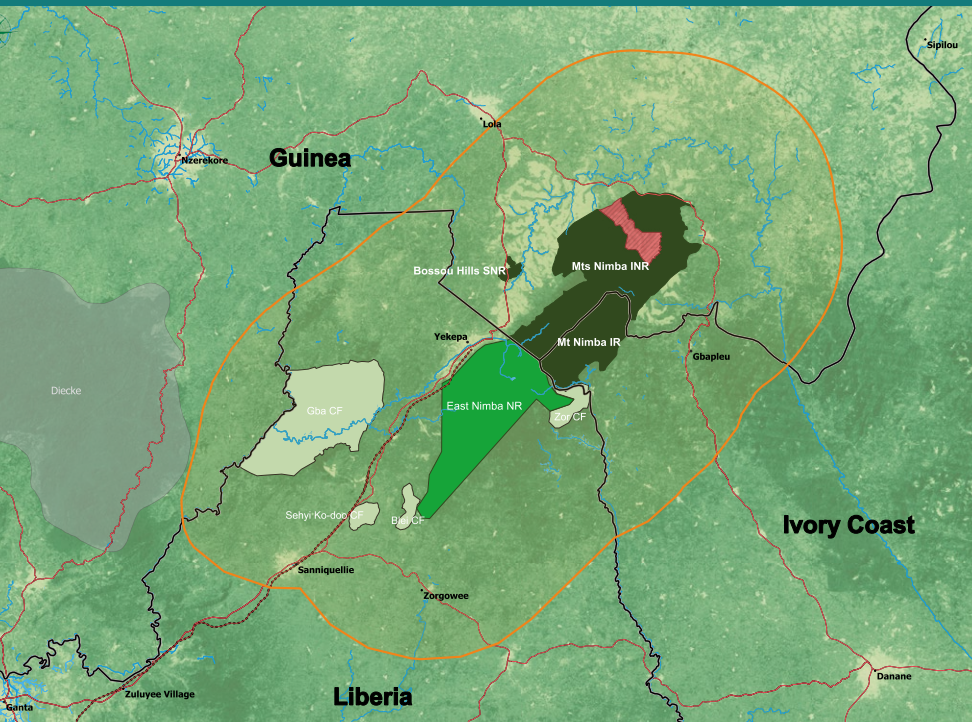 Sipilou
Lola
Nzerekore
Guinea
Bossou Hills SNR
Mts Nimba INR
Yekepa
Mt Nimba IR
Gbapleu
Diecke
Gba CF
East Nimba NR
Zor CF
Sehyi Ko-doo CF
Blei CF
Ivory Coast
Sanniquellie
Zorgowee
Danane
Zuluyee Village
Liberia
Ganta